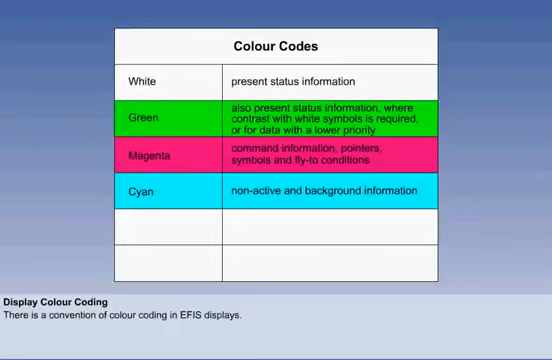 Colour Codes
White
present status information
Green
also present status information, where
contrast with white symbols is required,
or for data with a lower priority
Magenta
command information, pointers,
symbols and fly-to conditions
Cyan
non-active and background information
Display Colour Coding
There is a convention of colour coding in EFIS displays.